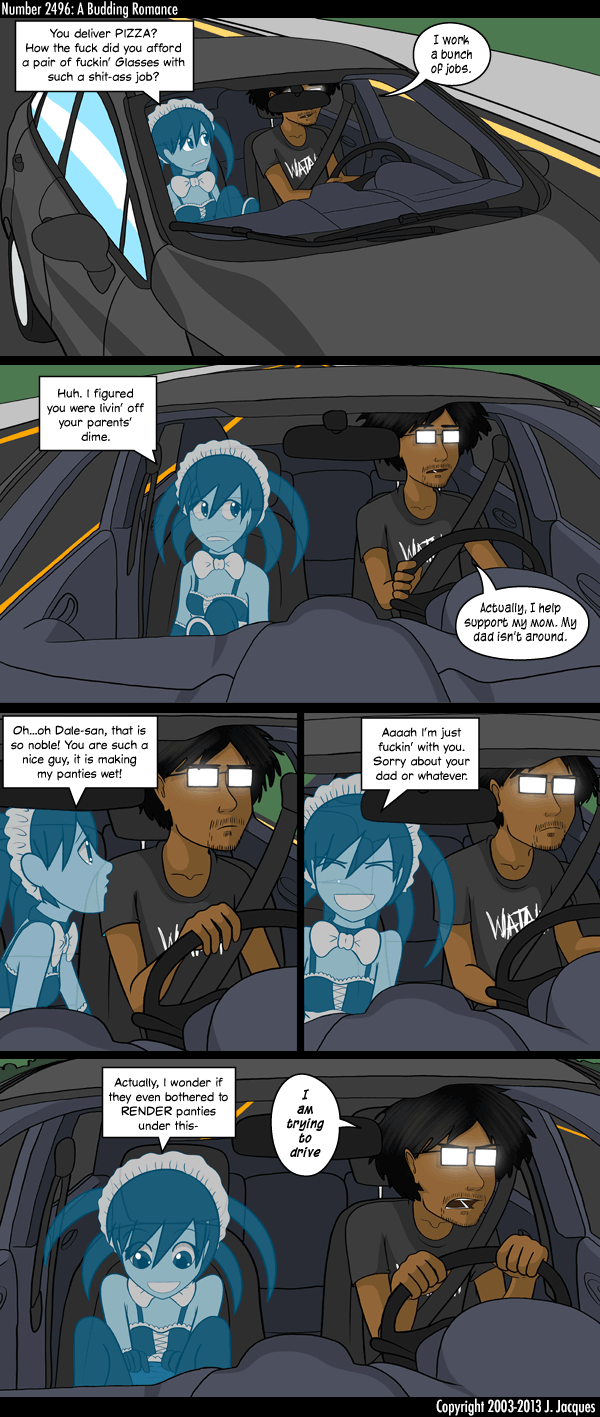 Number 2496: A Budding Romance
You deliver PIZZA?
How the fuck did you afford
a pair of fuckin' Glasses with
such a shit-ass job?
I work
a bunch
of jobs.
Huh. I figured
you were livin' off
your parents'
dime.
Actually, I help
support my mom. My
dad isn't around.
Oh...oh Dale-san, that is
so noble! You are such a
nice guy, it is making
my panties wet!
Aaaah I'm just
fuckin' with you.
Sorry about your
dad or whatever.
Actually, I wonder if
they even bothered to
RENDER panties
under this-
I
am
trying
to
drive
Copyright 2003-2013 J. Jacques